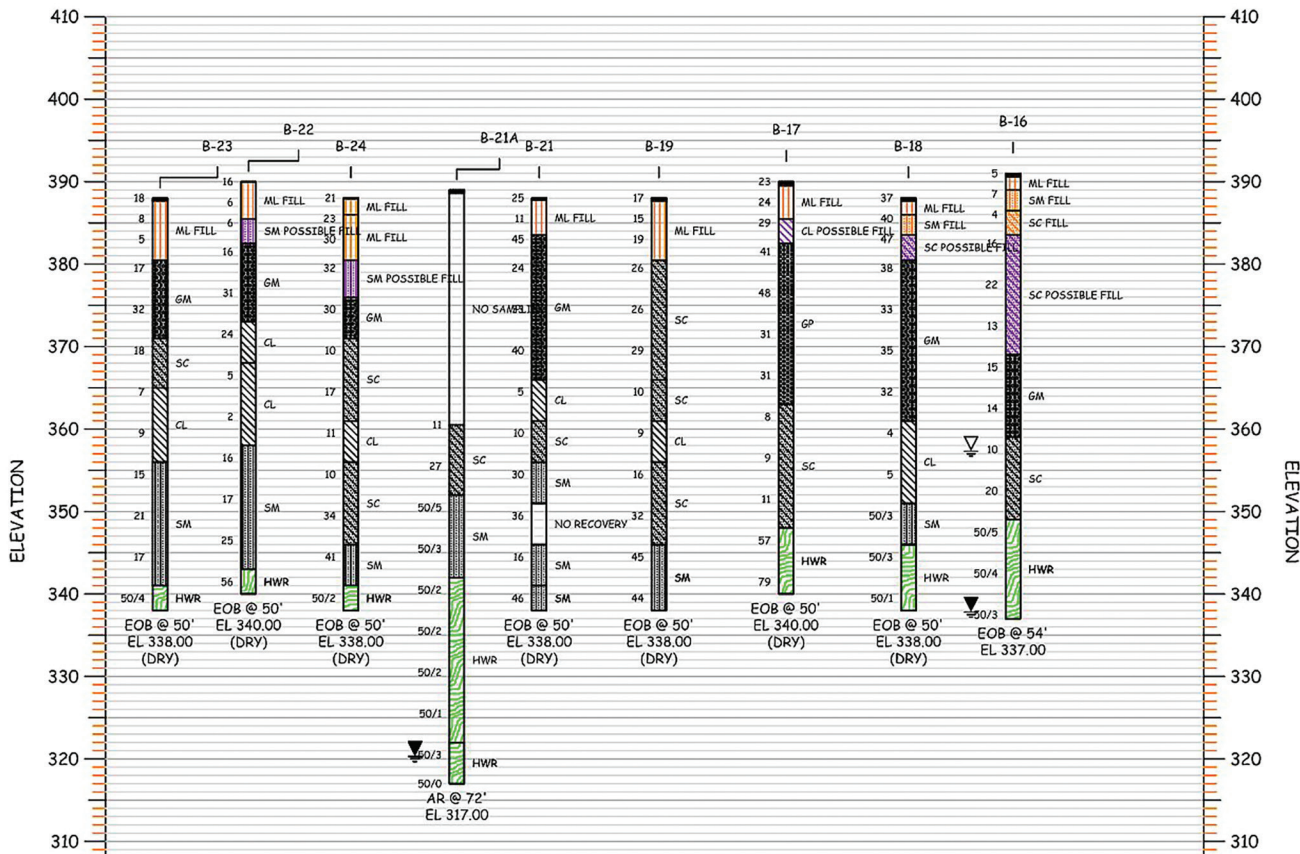 410
400
390
380
370
360
350
340
330
320
310
ELEVATION
B-23
18
8
5
17
32
18
7
9
15
21
17
50/4
ML FILL
GM
SC
CL
SM
HWR
EOB @ 50'
EL 338.00
(DRY)
B-22
16
6
6
16
31
24
5
2
16
17
25
56
ML FILL
SM POSSIBLE FILL
GM
CL
CL
SM
HWR
EOB @ 50'
EL 340.00
(DRY)
B-24
21
23
30
32
30
10
17
11
10
34
41
50/2
ML FILL
ML FILL
SM POSSIBLE FILL
GM
SC
CL
SC
SM
HWR
EOB @ 50'
EL 338.00
(DRY)
B-21A
11
27
50/5
50/3
50/2
50/2
50/2
50/1
50/3
50/0
NO
SC
SM
HWR
HWR
AR @ 72'
EL 317.00
B-21
25
11
45
24
40
5
10
30
36
16
46
ML FILL
GM
CL
SC
SM
NO RECOVERY
SM
SM
EOB @ 50'
EL 338.00
(DRY)
B-19
17
15
19
26
26
29
10
9
16
32
45
44
ML FILL
SC
SC
CL
SC
SM
EOB @ 50'
EL 338.00
(DRY)
B-17
23
24
29
41
48
31
31
8
9
11
57
79
ML FILL
CL POSSIBLE FILL
GP
SC
HWR
EOB @ 50'
EL 340.00
(DRY)
B-18
37
40
47
38
33
35
32
4
5
50/3
50/3
50/1
ML FILL
SM FILL
SC POSSIBLE FILL
GM
CL
SM
HWR
EOB @ 50'
EL 338.00
(DRY)
B-16
5
7
4
16
22
13
15
14
10
20
50/5
50/4
50/3
ML FILL
SM FILL
SC FILL
SC POSSIBLE FILL
GM
SC
HWR
EOB @ 54'
EL 337.00
410
400
390
380
370
360
350
340
330
320
310
ELEVATION